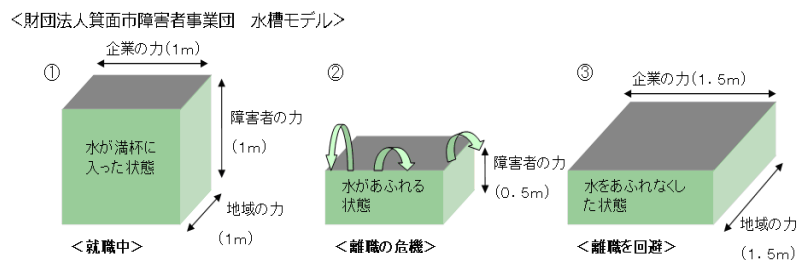 ＜財団法人箕面市障害者事業団　水槽モデル＞
企業の力（1ｍ）
①
障害者の力
（1ｍ）
水が満杯に
入った状態
地域の力
（1ｍ）
＜就職中＞
②
障害者の力
（0．5ｍ）
水があふれる
状態
＜離職の危機＞
③
企業の力（1．5ｍ）
水をあふれなくし
た状態
地域の力
（1．5ｍ）
＜離職を回避＞